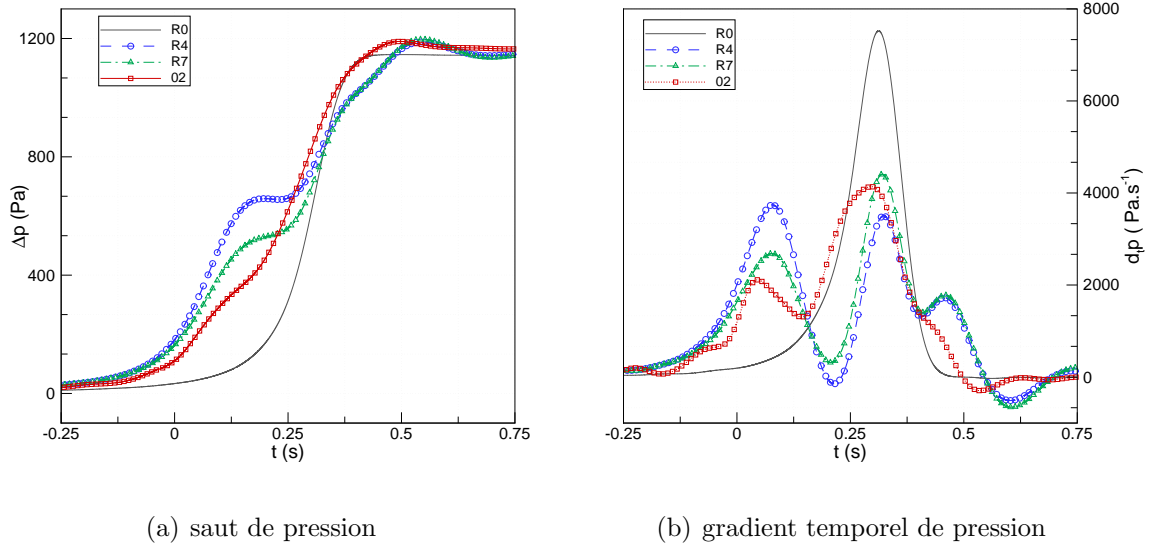 R0
R4
R7
02
1200
800
400
0
Δp (Pa)
-0.25
0
0.25
0.5
0.75
t (s)
(a) saut de pression
R0
R4
R7
02
8000
6000
4000
2000
0
dₜp ( Pa.s⁻¹)
-0.25
0
0.25
0.5
0.75
t (s)
(b) gradient temporel de pression